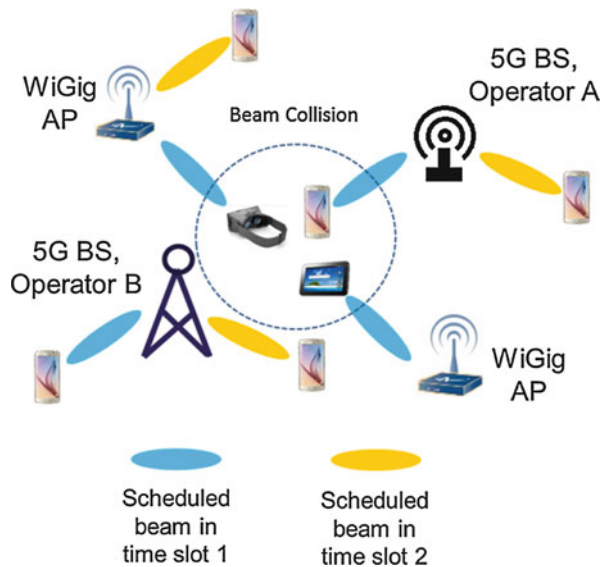 WiGig
AP
5G BS,
Operator A
Beam Collision
5G BS,
Operator B
WiGig
AP
Scheduled
beam in
time slot 1
Scheduled
beam in
time slot 2